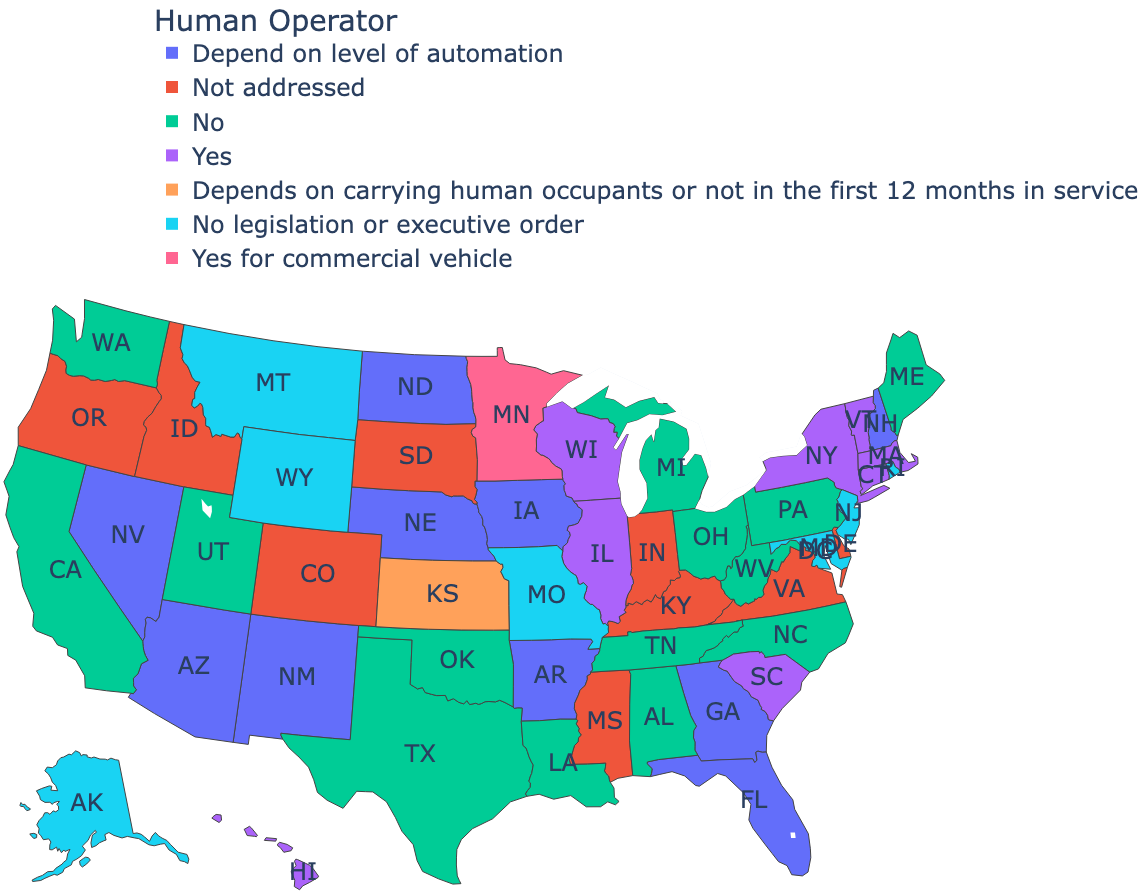 Human Operator
Depend on level of automation
Not addressed
No
Yes
Depends on carrying human occupants or not in the first 12 months in service
No legislation or executive order
Yes for commercial vehicle
WA
MT
ND
MN
ME
OR
ID
SD
WI
VT
NH
WY
MI
NY
MA
RI
CT
NV
UT
NE
IA
PA
NJ
CA
CO
KS
MO
IL
IN
OH
WV
VA
MD
DC
DE
KY
AZ
NM
OK
AR
TN
NC
SC
TX
LA
MS
AL
GA
FL
AK
HI